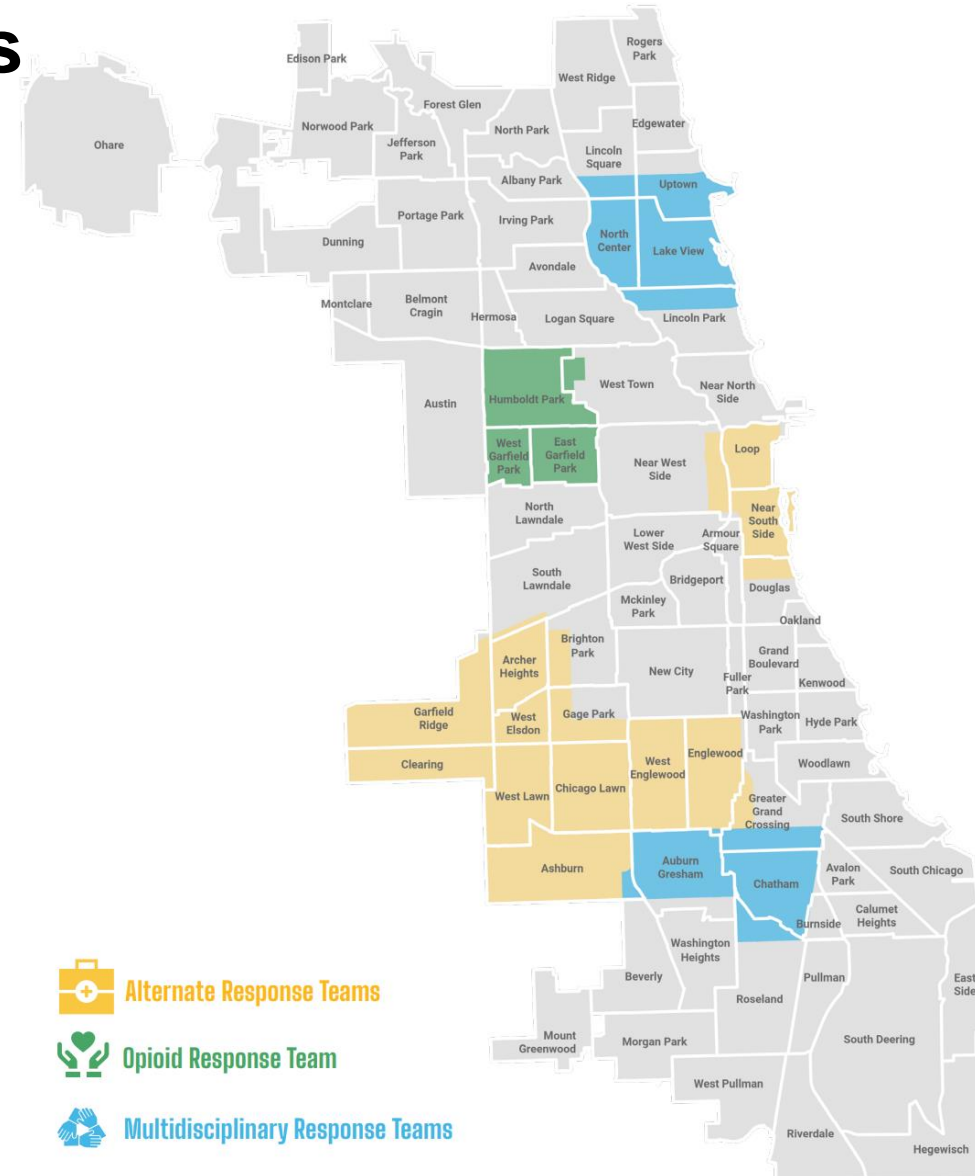 s
Edison Park
Rogers
Park
West Ridge
Forest Glen
Norwood Park
North Park
Edgewater
Ohare
Jefferson
Park
Lincoln
Square
Albany Park
Uptown
Portage Park
Irving Park
Dunning
North
Center
Lake View
Avondale
Montclare
Belmont
Cragin
Hermosa
Logan Square
Lincoln Park
West Town
Near North
Side
Austin
Humboldt Park
West
Garfield
Park
East
Garfield
Park
Near West
Side
Loop
North
Lawndale
Near
South
Side
Lower
West Side
Armour
Square
South
Lawndale
Bridgeport
Douglas
Mckinley
Park
Oakland
Brighton
Park
Archer
Heights
New City
Grand
Boulevard
Fuller
Park
Kenwood
Garfield
Ridge
West
Elsdon
Gage Park
Washington
Park
Hyde Park
Clearing
West
Englewood
Englewood
Woodlawn
West Lawn
Chicago Lawn
Greater
Grand
Crossing
South Shore
Ashburn
Auburn
Gresham
Chatham
Avalon
Park
South Chicago
Burnside
Calumet
Heights
Washington
Heights
Beverly
Pullman
East
Side
Roseland
Mount
Greenwood
Morgan Park
South Deering
West Pullman
Riverdale
Hegewisch
Alternate Response Teams
Opioid Response Team
Multidisciplinary Response Teams